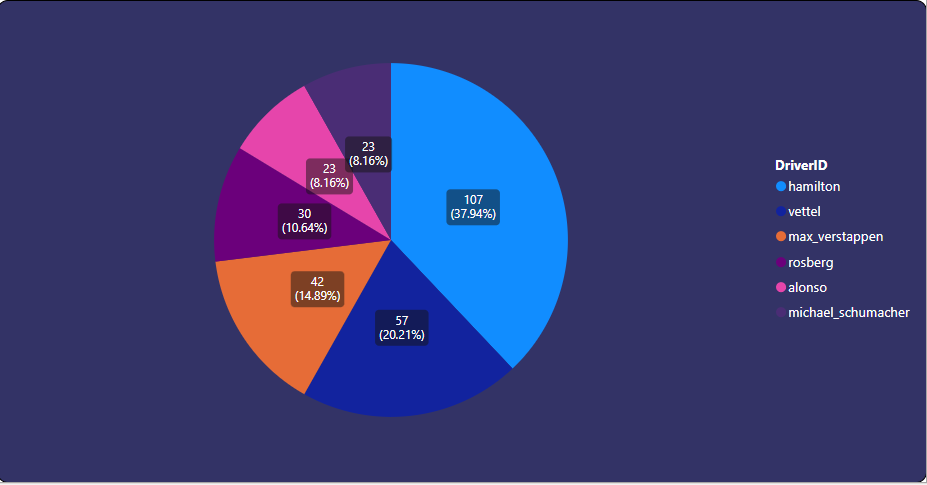 23
(8.16%)
23
(8.16%)
107
(37.94%)
30
(10.64%)
42
(14.89%)
57
(20.21%)
DriverID
hamilton
vettel
max_verstappen
rosberg
alonso
michael_schumacher